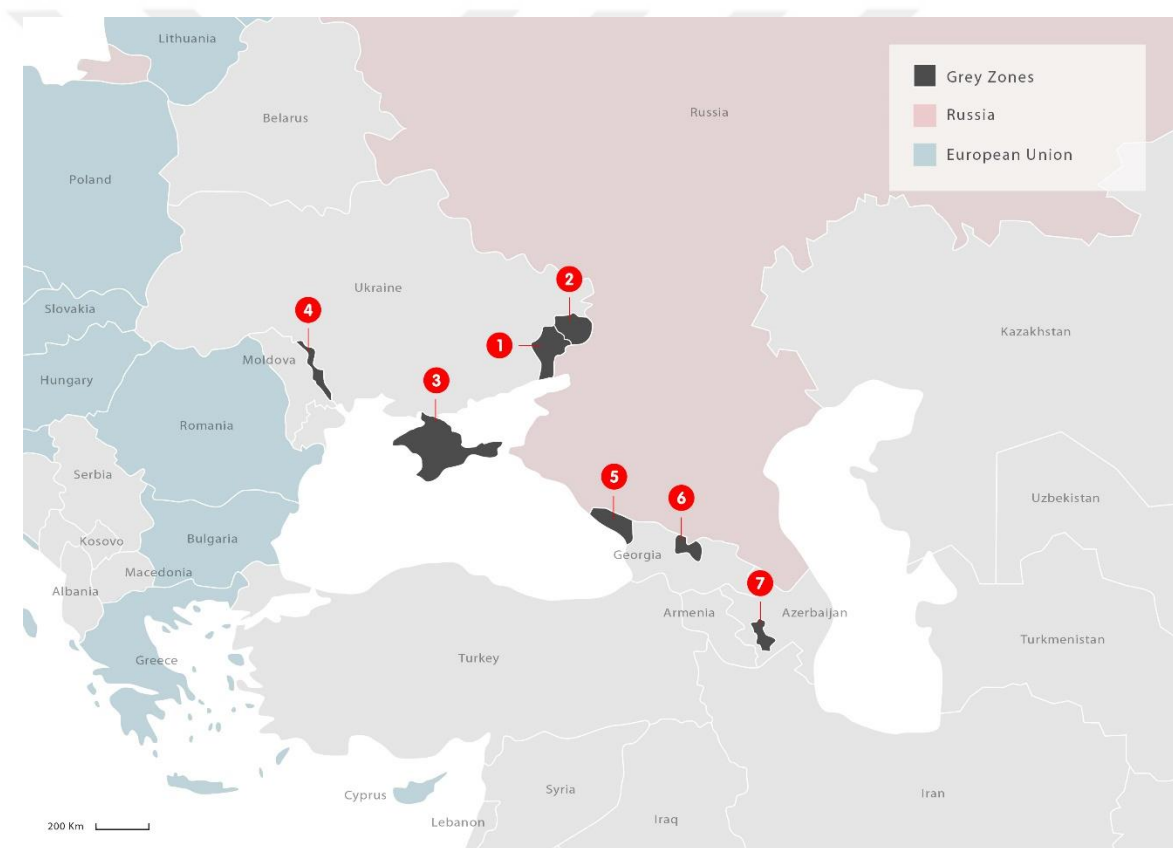 Lithuania
Grey Zones
Russia
European Union
Russia
Belarus
Poland
Ukraine
Slovakia
Kazakhstan
Moldova
Hungary
Romania
Serbia
Uzbekistan
Kosovo
Bulgaria
Georgia
Macedonia
Albania
Armenia
Azerbaijan
Turkmenistan
Greece
Turkey
Cyprus
Syria
Iran
Lebanon
Iraq
200 Km
1
2
3
4
5
6
7